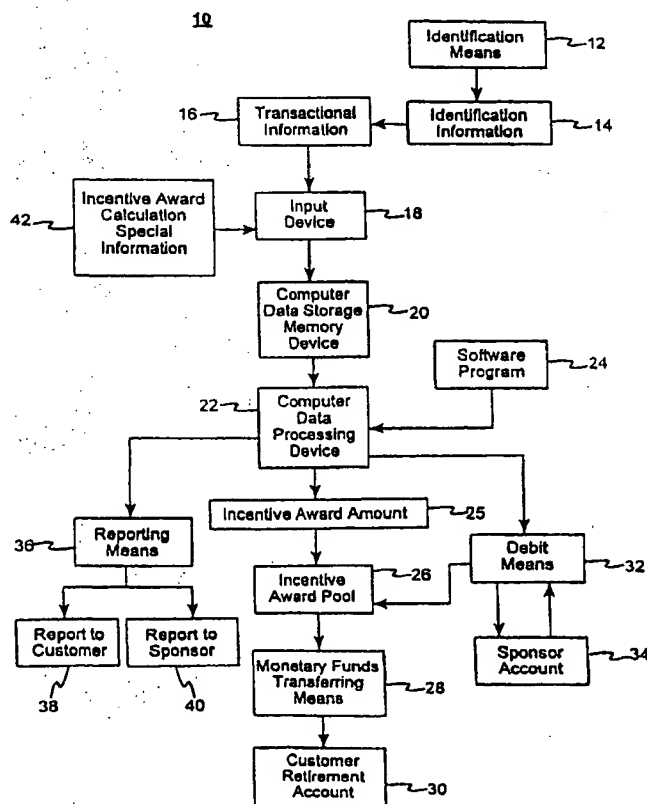 10
Identification
Means
12
16
Transactional
Information
Identification
Information
14
42
Incentive Award
Calculation
Special
Information
Input
Device
18
Computer
Data Storage
Memory
Device
20
Software
Program
24
22
Computer
Data
Processing
Device
Incentive Award Amount
25
36
Reporting
Means
Incentive
Award Pool
26
Debit
Means
32
Report to
Customer
38
Report to
Sponsor
40
Monetary Funds
Transferring
Means
28
Sponsor
Account
34
Customer
Retirement
Account
30